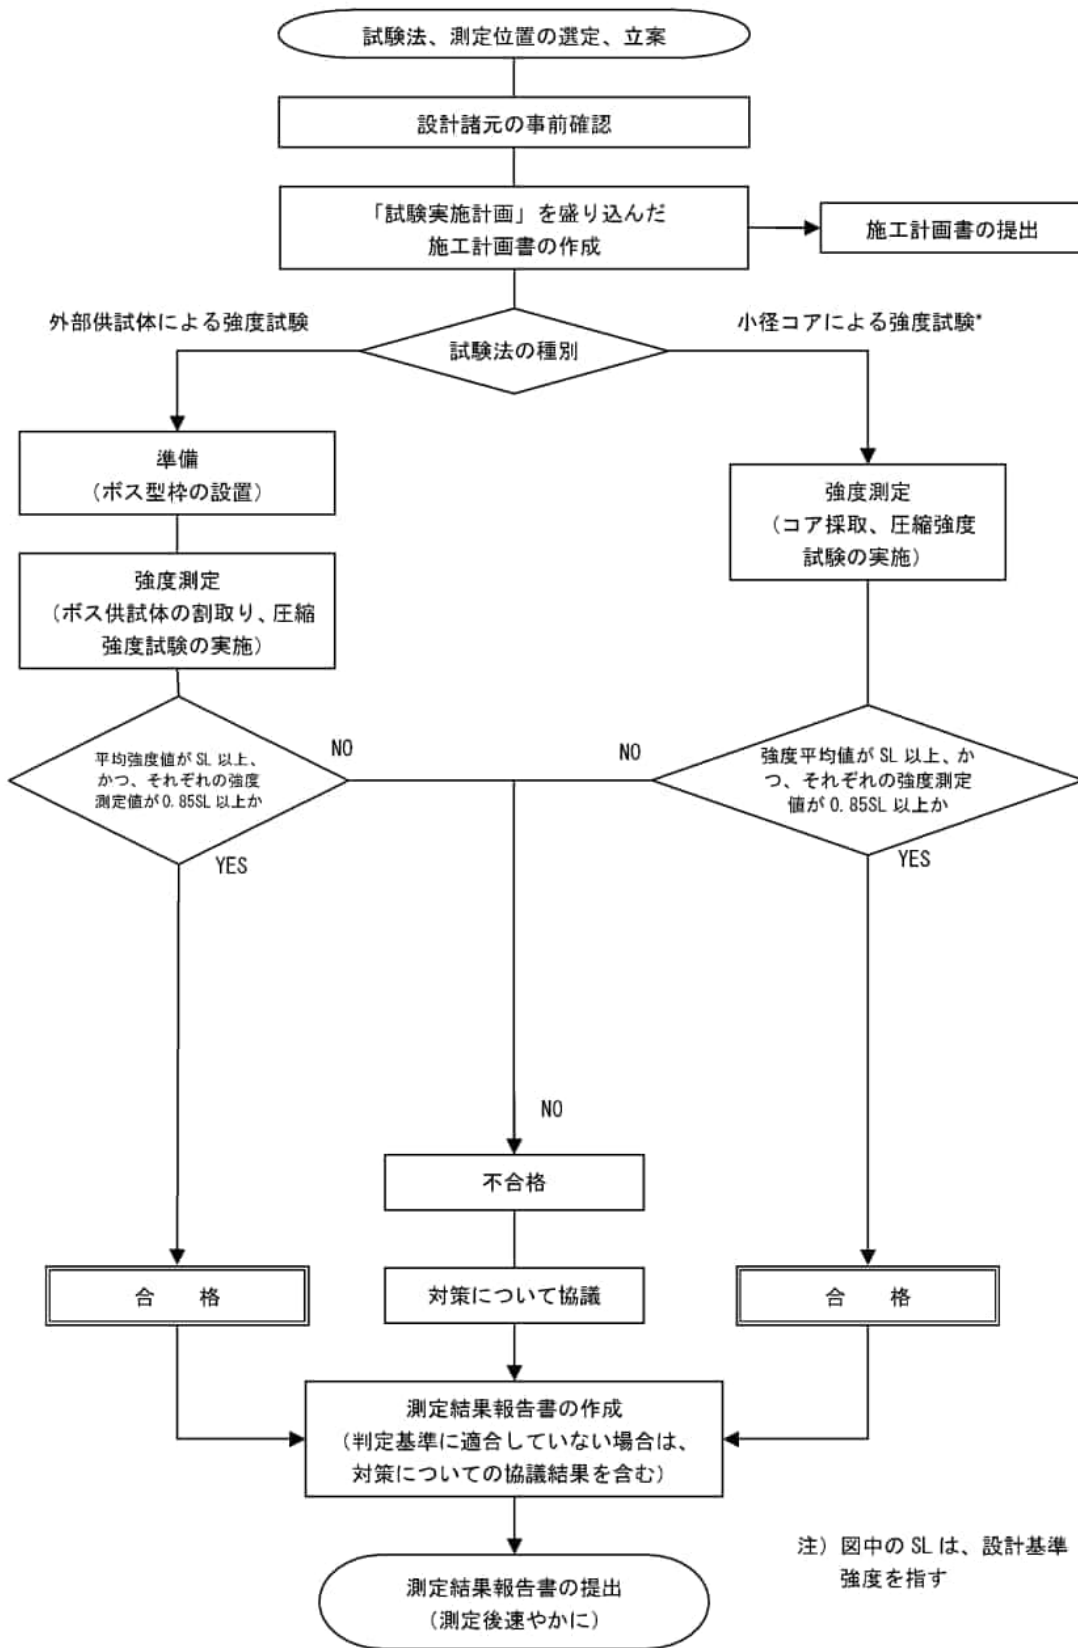 試験法、測定位置の選定、立案
設計諸元の事前確認
「試験実施計画」を盛り込んだ
施工計画書の作成
施工計画書の提出
外部供試体による強度試験
試験法の種別
小径コアによる強度試験*
準備
(ボス型枠の設置)
強度測定
(ボス供試体の割取り、圧縮
強度試験の実施)
強度測定
(コア採取、圧縮強度
試験の実施)
平均強度値が SL 以上、
かつ、それぞれの強度
測定値が 0.85SL 以上か
NO
NO
強度平均値が SL 以上、か
つ、それぞれの強度測定
値が 0.85SL 以上か
YES
YES
NO
不合格
合 格
対策について協議
合 格
測定結果報告書の作成
(判定基準に適合していない場合は、
対策についての協議結果を含む)
測定結果報告書の提出
(測定後速やかに)
注) 図中の SL は、設計基準
強度を指す